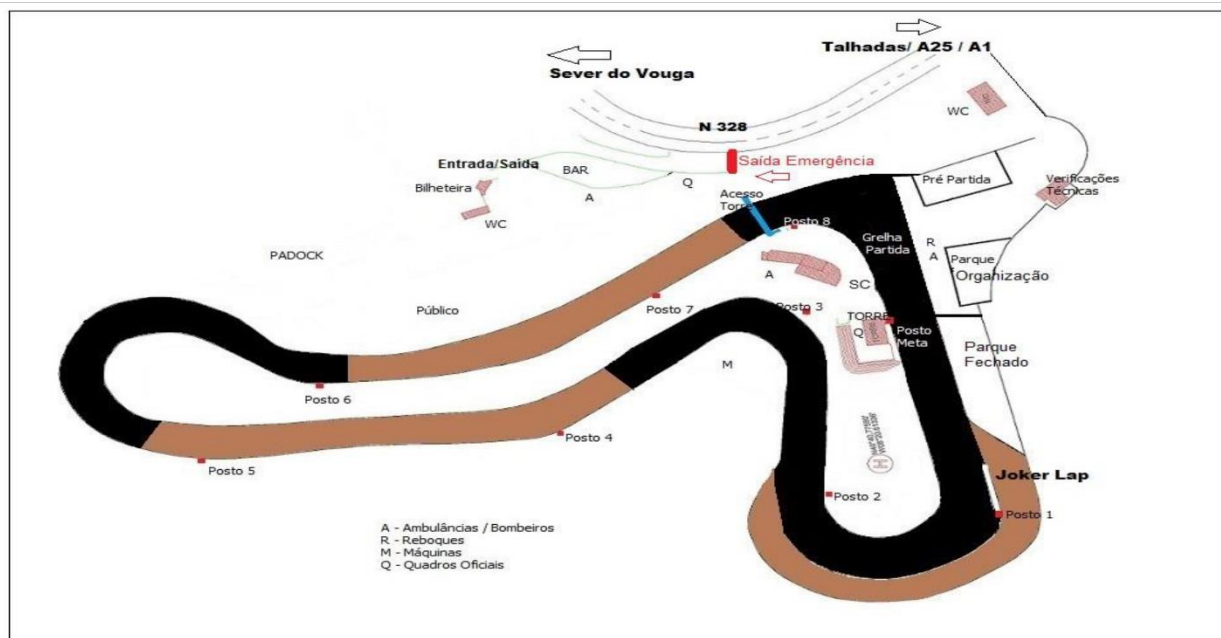 Talhadas/ A25 / A1
Sever do Vouga
WC
N 328
Entrada/Saída
BAR
Saída Emergência
Bilheteira
Q
A
Acesso
Torre
Pré Partida
Verificações
Técnicas
WC
Posto 8
Grelha
Partida
R
A
PADOCK
A
Parque
Organização
SC
Público
Posto 7
Posto 3
TORRE
Q
TORRE
Posto
Meta
Parque
Fechado
M
Posto 6
Posto 4
Posto 5
H
Joker Lap
Posto 2
Posto 1
A - Ambulâncias / Bombeiros
R - Reboques
M - Máquinas
Q - Quadros Oficiais